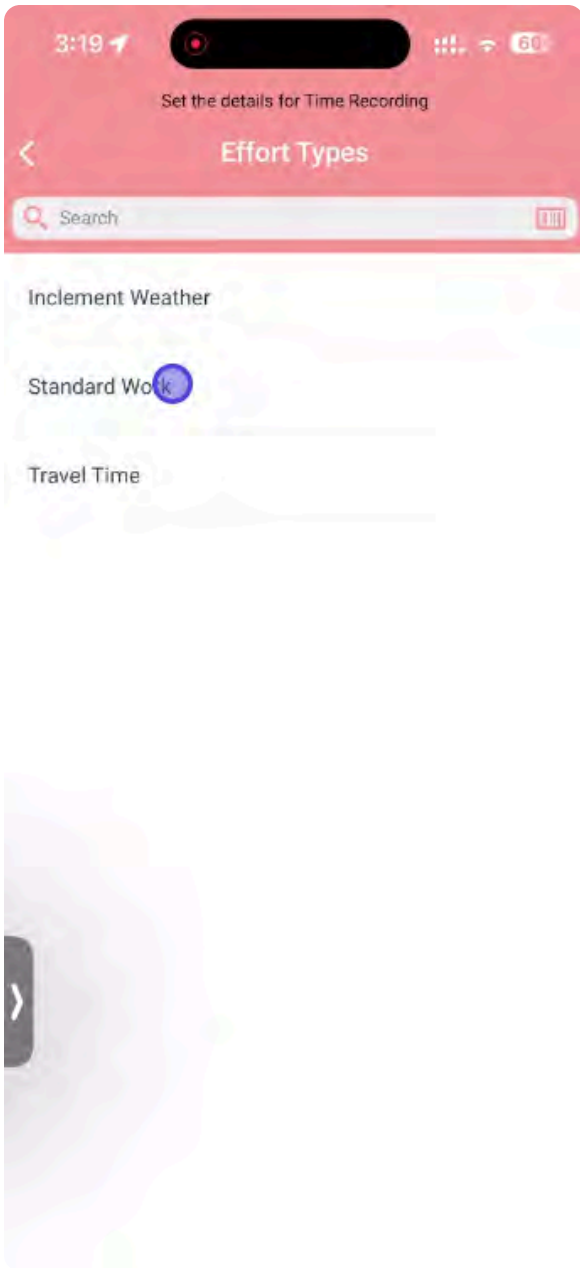 3:19
60
Set the details for Time Recording
Effort Types
Search
Inclement Weather
Standard Work
Travel Time